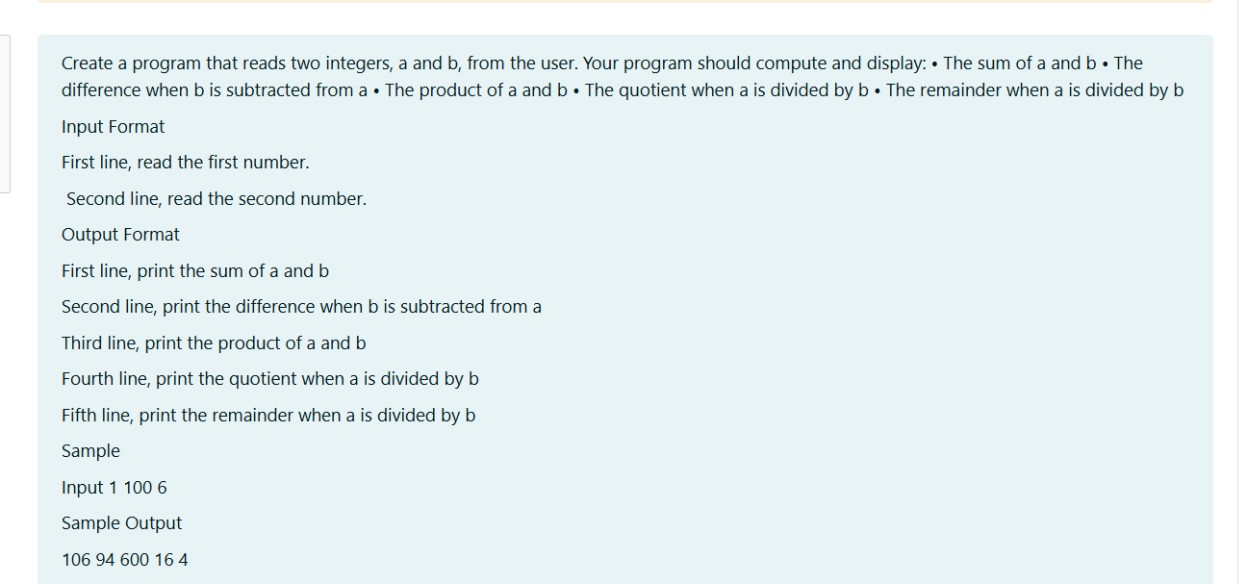 Create a program that reads two integers, a and b, from the user. Your program should compute and display: • The sum of a and b • The
difference when b is subtracted from a • The product of a and b • The quotient when a is divided by b • The remainder when a is divided by b
Input Format
First line, read the first number.
Second line, read the second number.
Output Format
First line, print the sum of a and b
Second line, print the difference when b is subtracted from a
Third line, print the product of a and b
Fourth line, print the quotient when a is divided by b
Fifth line, print the remainder when a is divided by b
Sample
Input 1 100 6
Sample Output
106 94 600 16 4